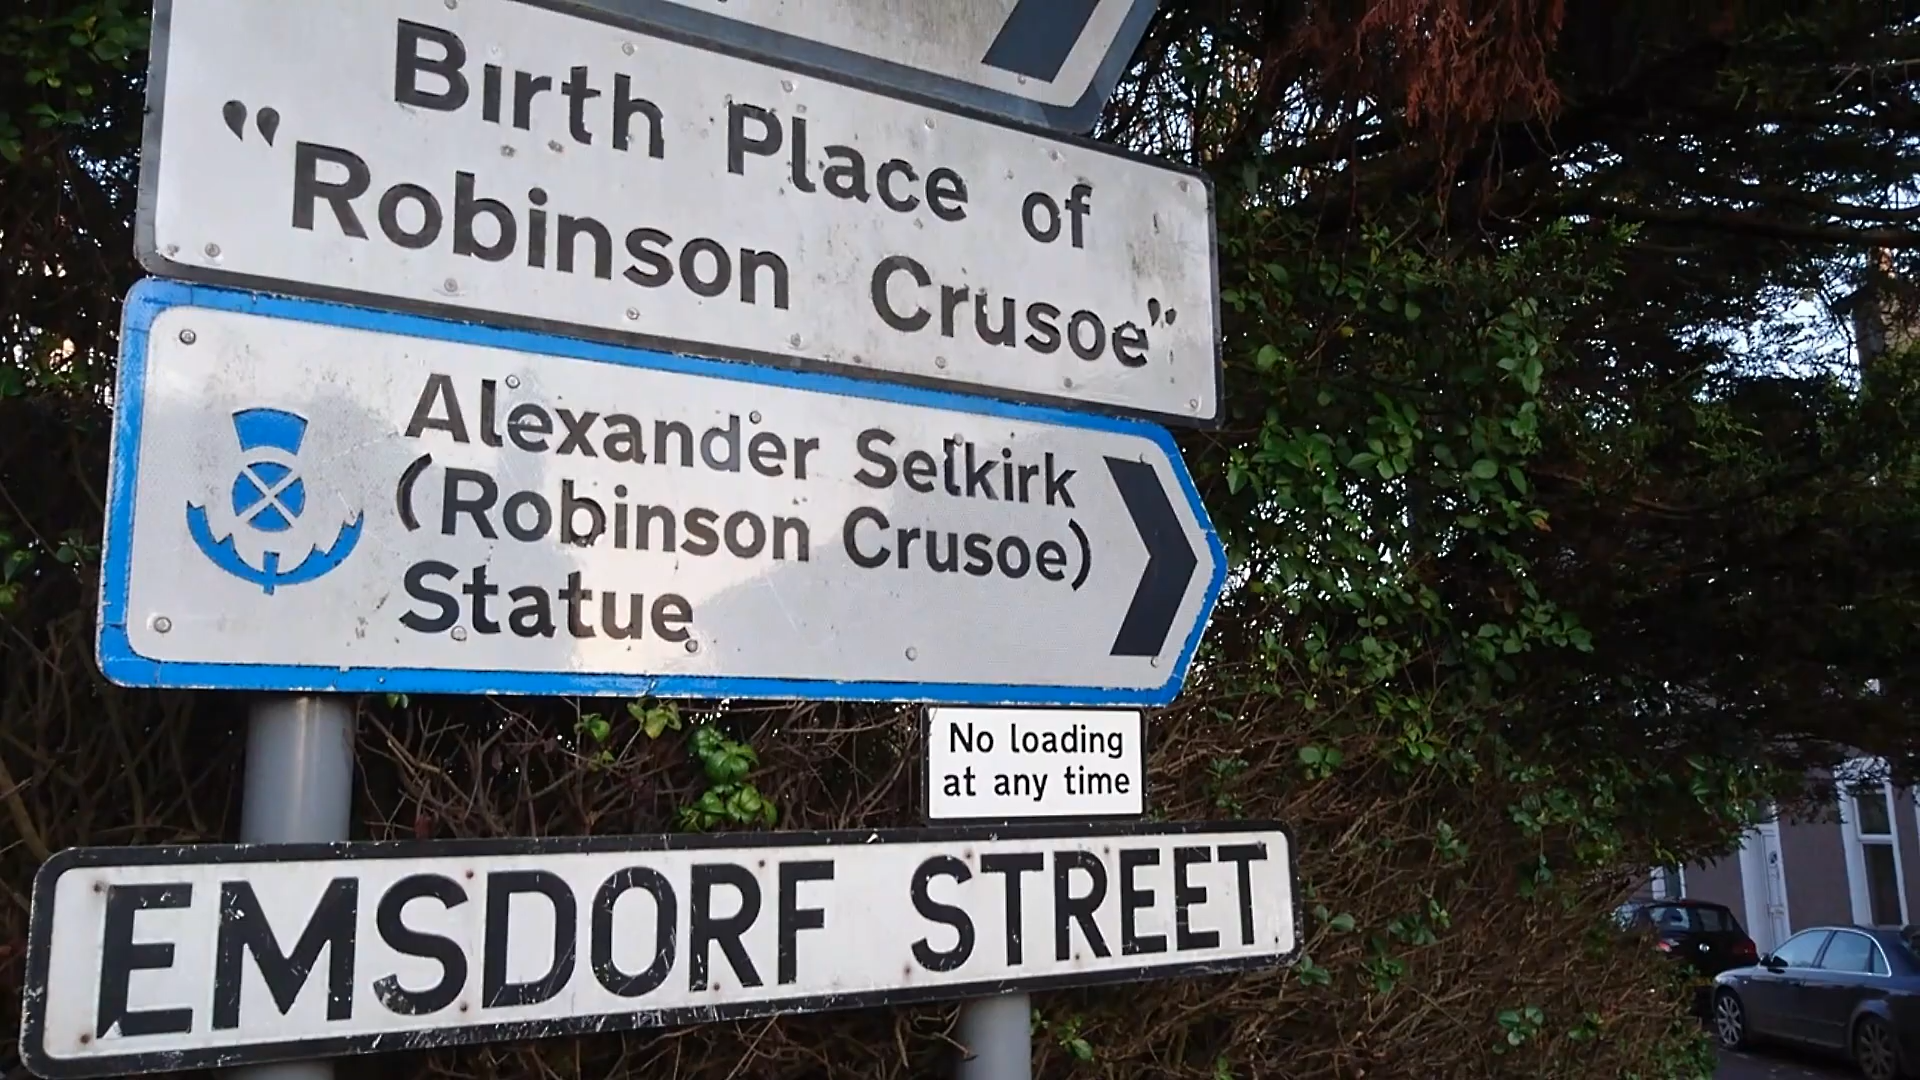 Birth Place of
“Robinson Crusoe”
Alexander Selkirk
(Robinson Crusoe)
Statue
No loading
at any time
EMSDORF STREET